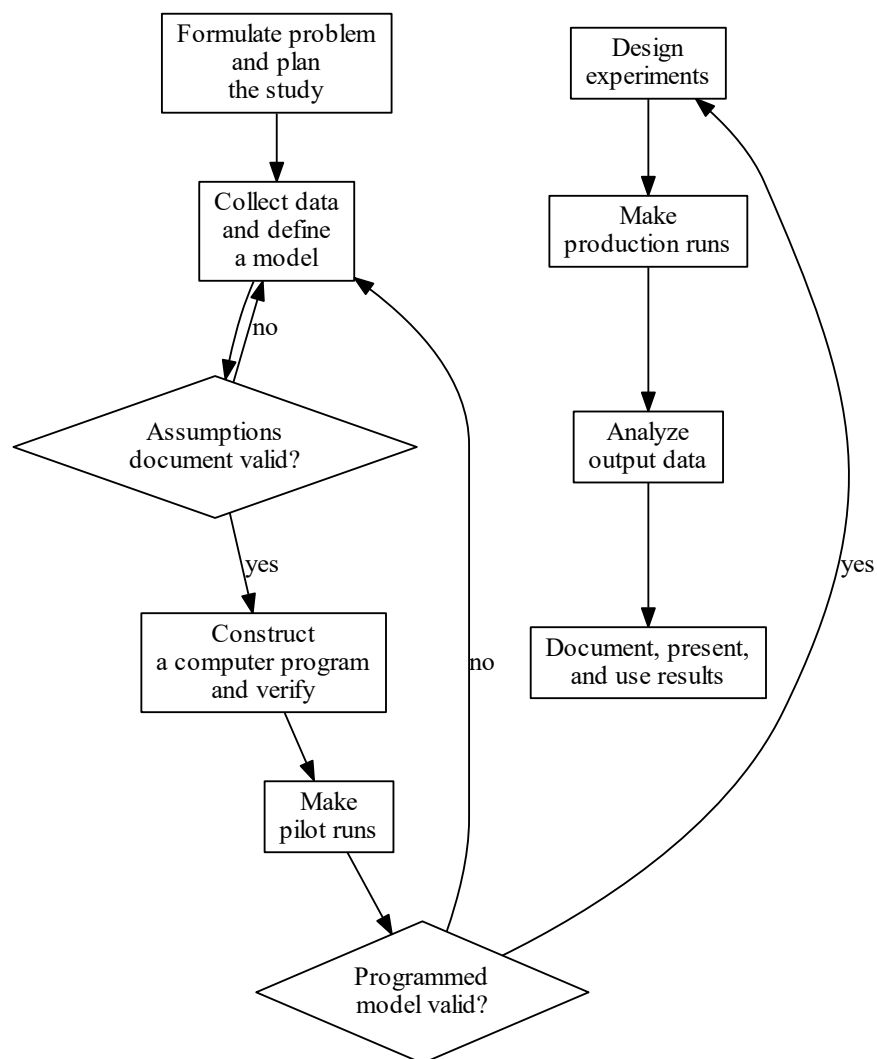 Formulate problem
and plan
the study
Collect data
and define
a model
no
Assumptions
document valid?
yes
Construct
a computer program
and verify
Make
pilot runs
Programmed
model valid?
no
yes
Design
experiments
Make
production runs
Analyze
output data
Document, present,
and use results